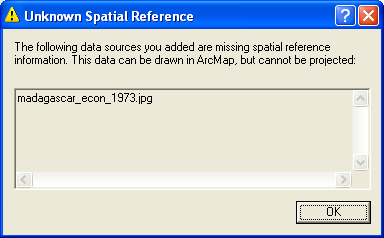 Unknown Spatial Reference
The following data sources you added are missing spatial reference
information. This data can be drawn in ArcMap, but cannot be projected:
madagascar_econ_1973.jpg
OK